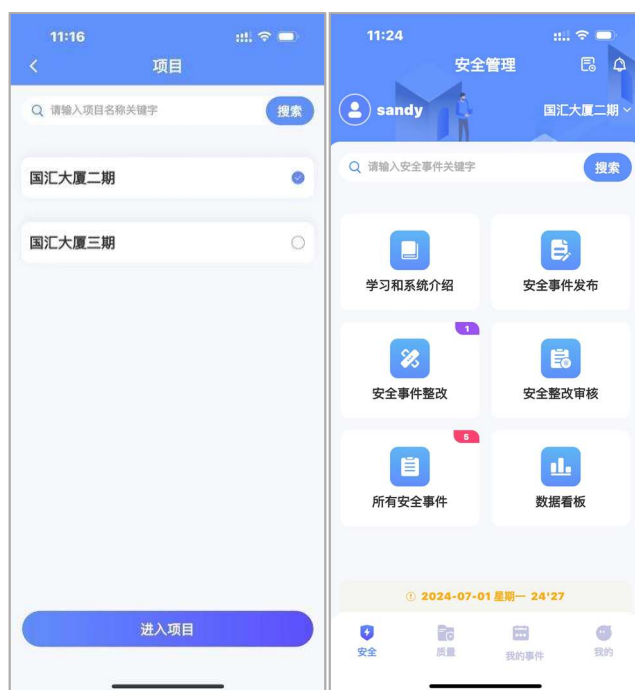 11:16
项目
请输入项目名称关键字
搜索
国汇大厦二期
国汇大厦三期
进入项目
11:24
安全管理
sandy
国汇大厦二期
请输入安全事件关键字
搜索
学习和系统介绍
安全事件发布
1
安全事件整改
安全整改审核
5
所有安全事件
数据看板
2024-07-01 星期一 24'27
安全
质量
我的事件
我的